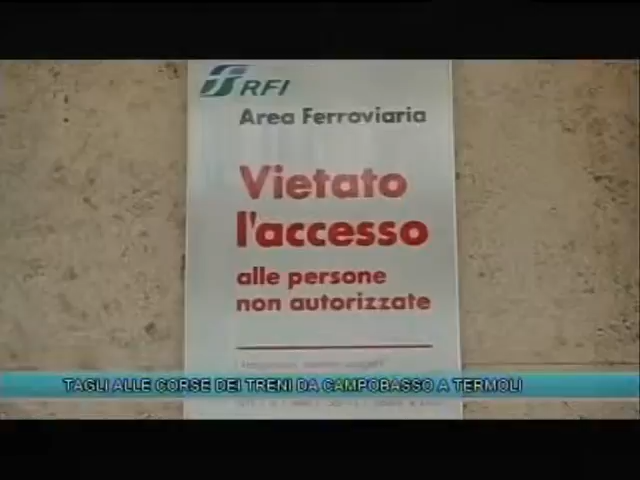 RFI
Area Ferroviaria
Vietato
l'accesso
alle persone
non autorizzate
TAGLI ALLE CORSE DEI TRENI DA CAMPOBASSO A TERMOLI